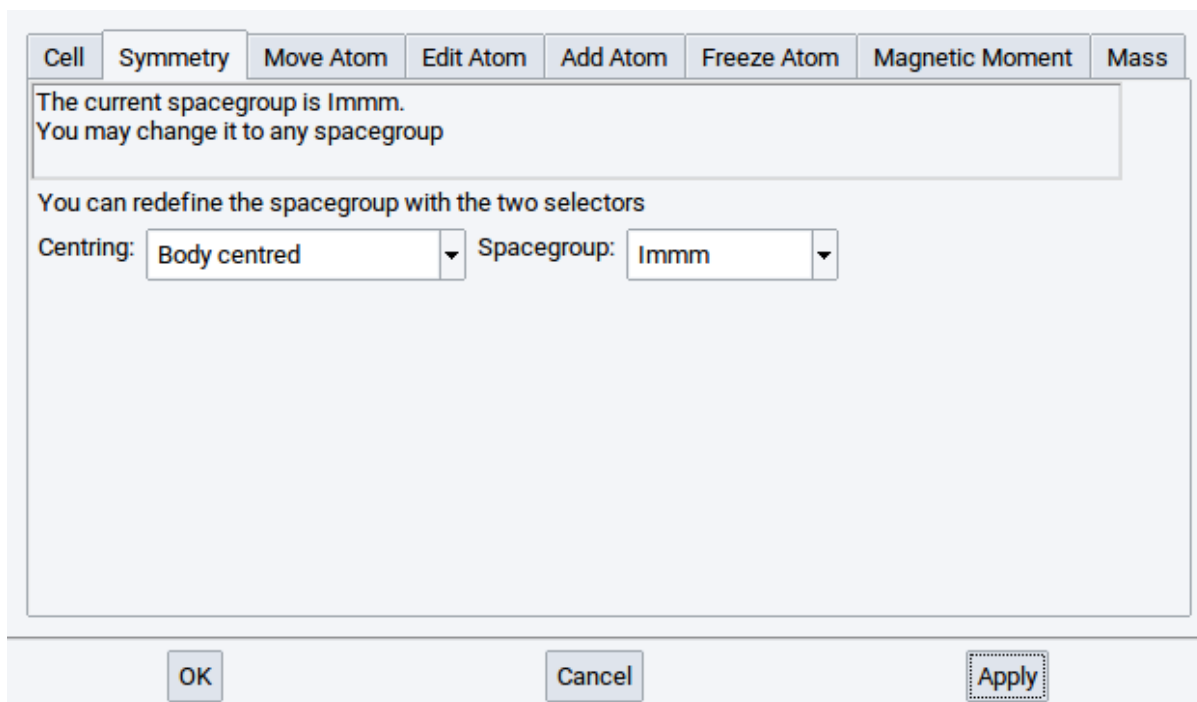 Cell Symmetry Move Atom Edit Atom Add Atom Freeze Atom Magnetic Moment Mass
The current spacegroup is Immm.
You may change it to any spacegroup
You can redefine the spacegroup with the two selectors
Centring: Body centred Spacegroup: Immm
OK Cancel Apply